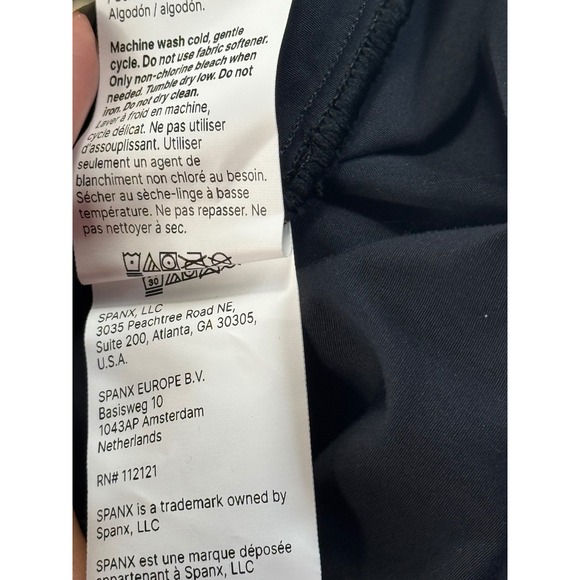 Algodón / algodón.
Machine wash cold, gentle
cycle. Do not use fabric softener.
Only non-chlorine bleach when
needed. Tumble dry low. Do not
iron. Do not dry clean.
Laver à froid en machine,
cycle délicat. Ne pas utiliser
d'assouplissant. Utiliser
seulement un agent de
blanchiment non chloré au besoin.
Sécher au sèche-linge à basse
température. Ne pas repasser. Ne
pas nettoyer à sec.
30
SPANX, LLC
3035 Peachtree Road NE,
Suite 200, Atlanta, GA 30305,
U.S.A.
SPANX EUROPE B.V.
Basisweg 10
1043AP Amsterdam
Netherlands
RN# 112121
SPANX is a trademark owned by
Spanx, LLC
SPANX est une marque déposée
appartenant à Spanx, LLC